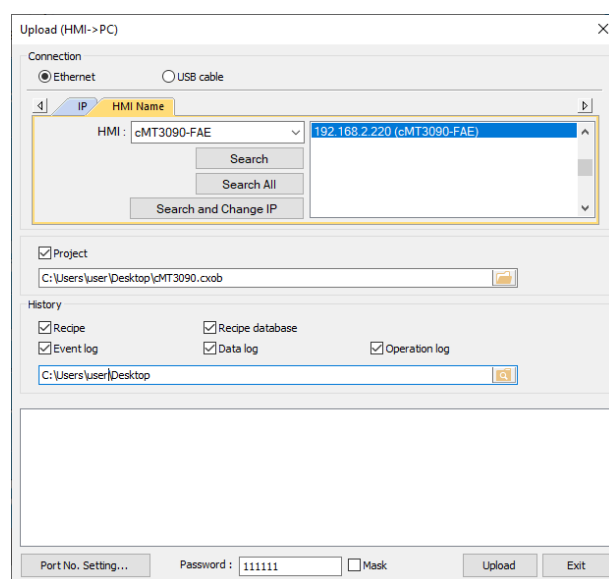 Upload (HMI->PC)
Connection
Ethernet USB cable
IP HMI Name
HMI : cMT3090-FAE 192.168.2.220 (cMT3090-FAE)
Search
Search All
Search and Change IP
Project
C:\Users\user\Desktop\cMT3090.cxob
History
Recipe Recipe database
Event log Data log Operation log
C:\Users\user\Desktop
Port No. Setting... Password : 111111 Mask Upload Exit